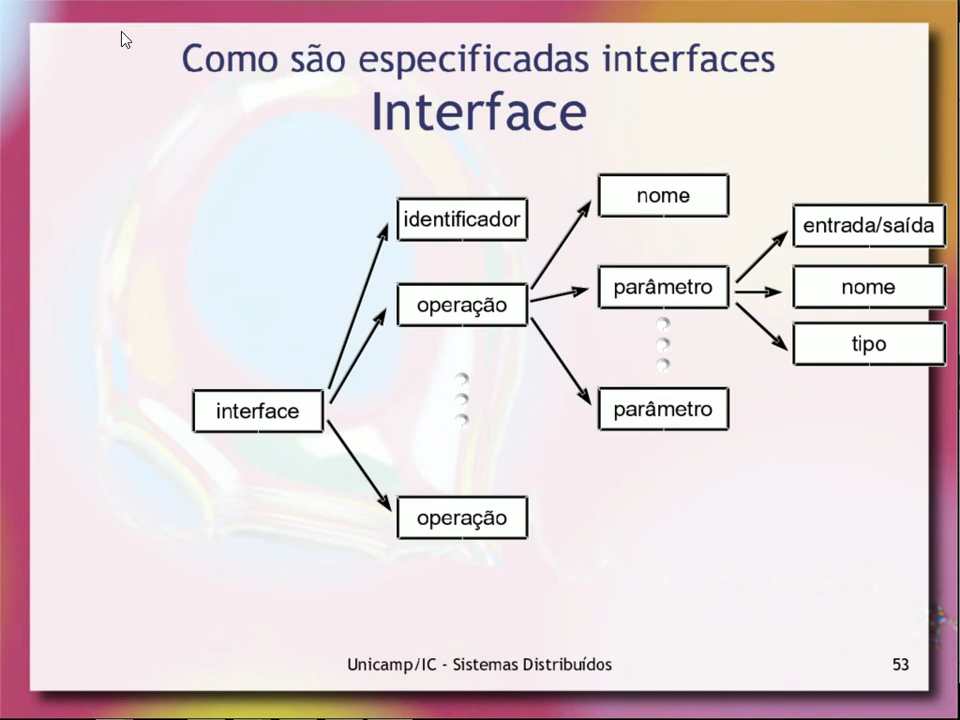 Como são especificadas interfaces
Interface
nome
identificador
entrada/saída
operação
parâmetro
nome
tipo
interface
parâmetro
operação
Unicamp/IC - Sistemas Distribuídos
53